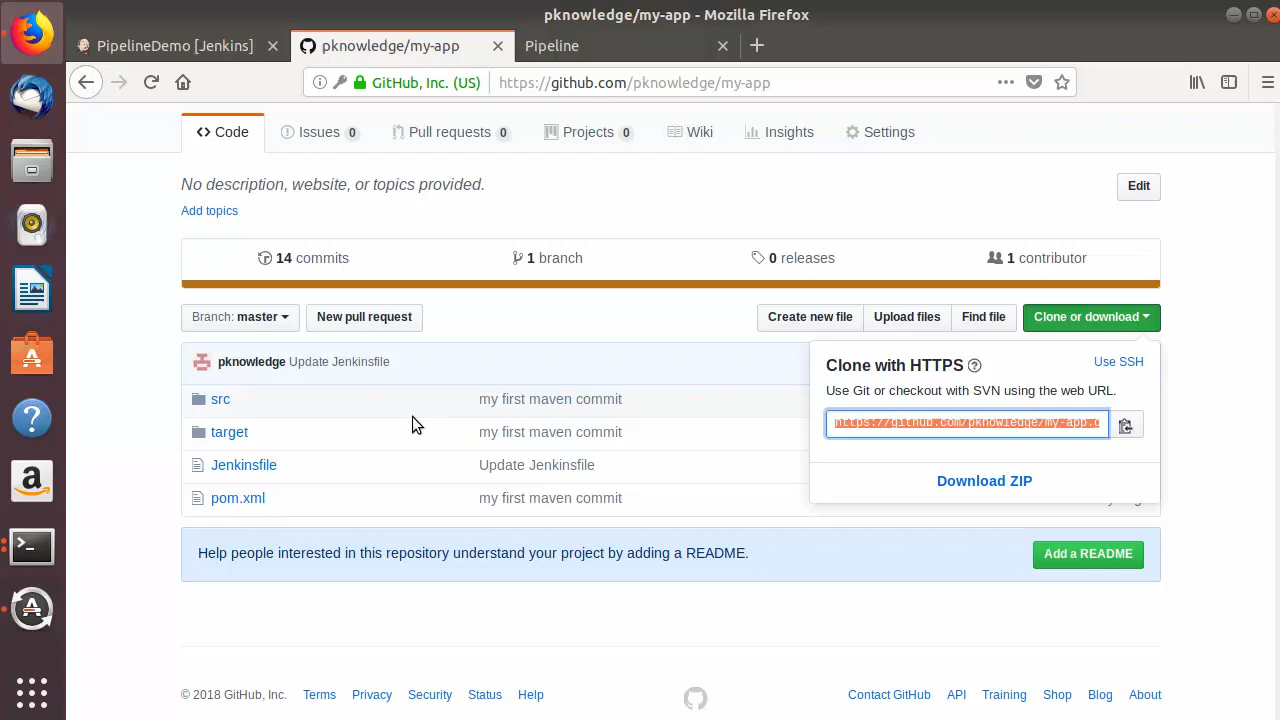 pknowledge/my-app - Mozilla Firefox
PipelineDemo [Jenkins]
pknowledge/my-app
Pipeline
GitHub, Inc. (US)
https://github.com/pknowledge/my-app
Code
Issues 0
Pull requests 0
Projects 0
Wiki
Insights
Settings
No description, website, or topics provided.
Edit
Add topics
14 commits
1 branch
0 releases
1 contributor
Branch: master
New pull request
Create new file
Upload files
Find file
Clone or download
pknowledge Update Jenkinsfile
Clone with HTTPS
Use SSH
Use Git or checkout with SVN using the web URL.
https://github.com/pknowledge/my-app.g
Download ZIP
src my first maven commit
target my first maven commit
Jenkinsfile Update Jenkinsfile
pom.xml my first maven commit
Help people interested in this repository understand your project by adding a README.
Add a README
© 2018 GitHub, Inc.
Terms
Privacy
Security
Status
Help
Contact GitHub
API
Training
Shop
Blog
About